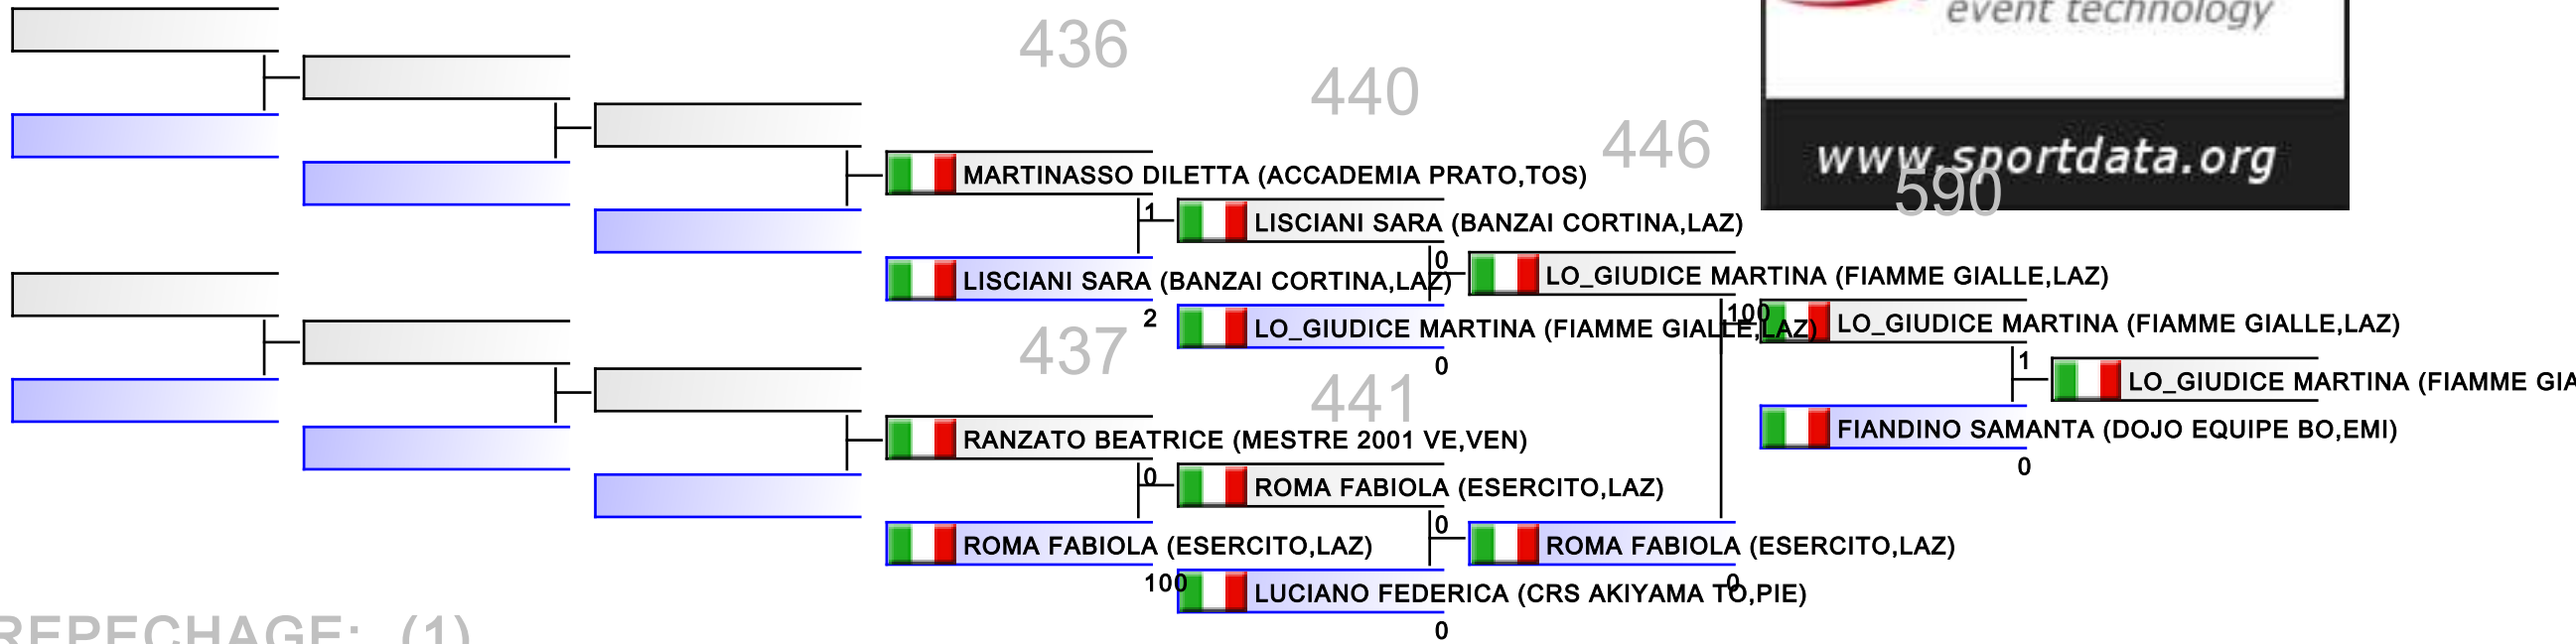 event technology
436
440
446
www.sportdata.org
590
MARTINASSO DILETTA (ACCADEMIA PRATO,TOS)
1
LISCIANI SARA (BANZAI CORTINA,LAZ)
0
LO_GIUDICE MARTINA (FIAMME GIALLE,LAZ)
LISCIANI SARA (BANZAI CORTINA,LAZ)
2
100
LO_GIUDICE MARTINA (FIAMME GIALLE,LAZ)
LO_GIUDICE MARTINA (FIAMME GIALLE,LAZ)
437
0
1
LO_GIUDICE MARTINA (FIAMME GIA
441
FIANDINO SAMANTA (DOJO EQUIPE BO,EMI)
0
RANZATO BEATRICE (MESTRE 2001 VE,VEN)
0
ROMA FABIOLA (ESERCITO,LAZ)
0
ROMA FABIOLA (ESERCITO,LAZ)
ROMA FABIOLA (ESERCITO,LAZ)
100
0
LUCIANO FEDERICA (CRS AKIYAMA TO,PIE)
0
REPECHAGE: (1)